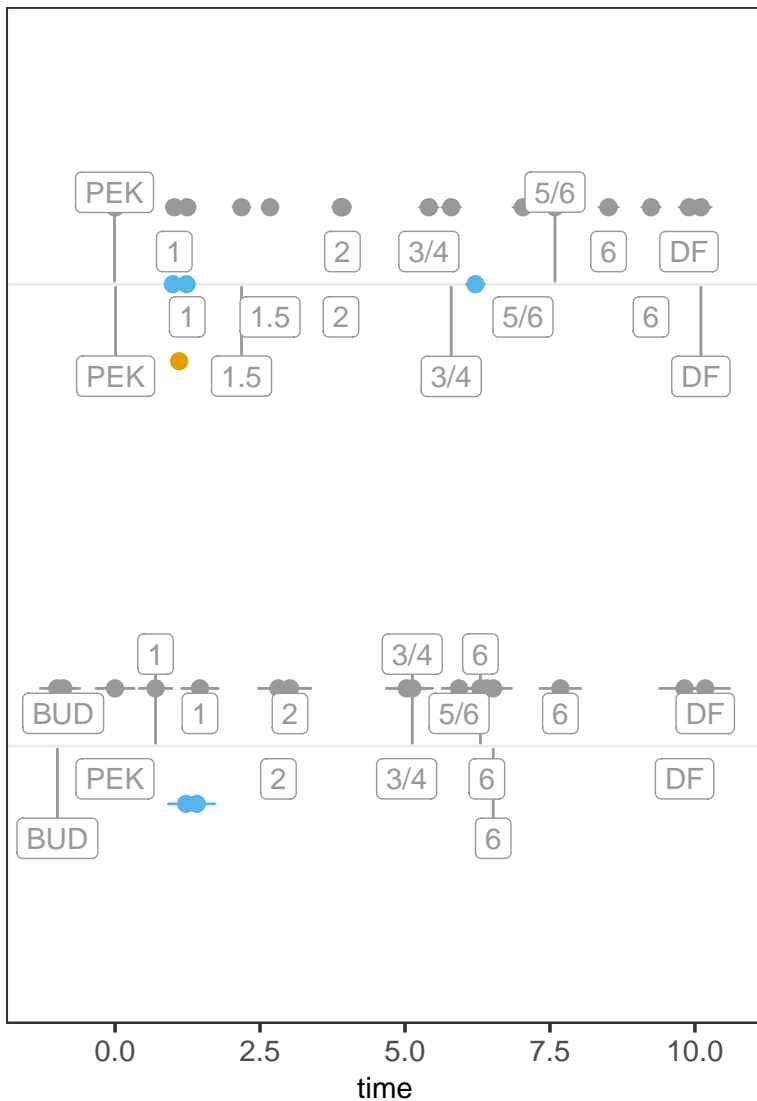 PEK 5/6
1 2 3/4 6 DF
1 1.5 2 5/6 6
PEK 1.5 3/4 DF
1 3/4 6
BUD 1 2 5/6 6 DF
PEK 2 3/4 6 DF
BUD 6
0.0 2.5 5.0 7.5 10.0
time